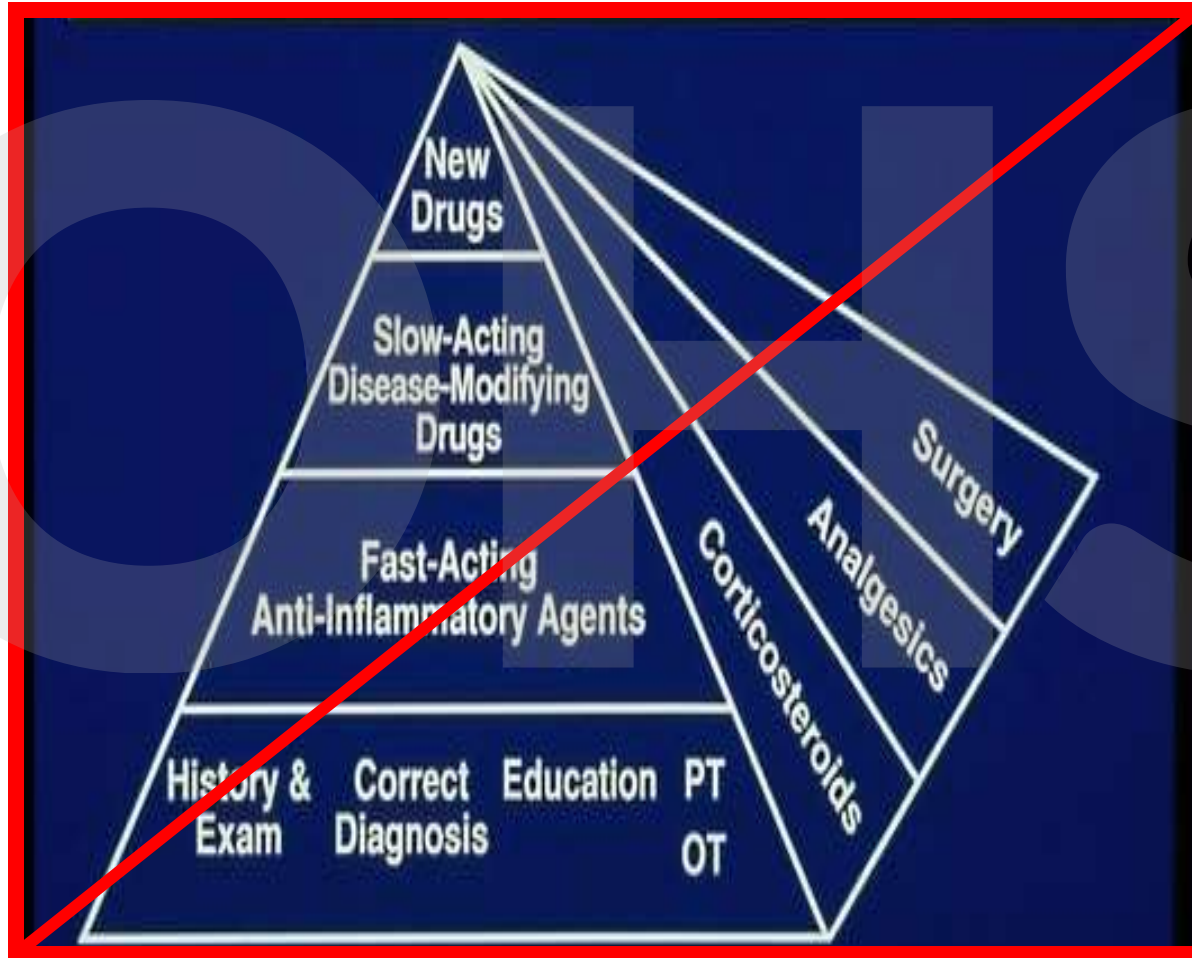 New
Drugs
Slow-Acting
Disease-Modifying
Drugs
Fast-Acting
Anti-Inflammatory Agents
History &
Exam
Correct
Diagnosis
Education
PT
OT
Corticosteroids
Analgesics
Surgery
OHS